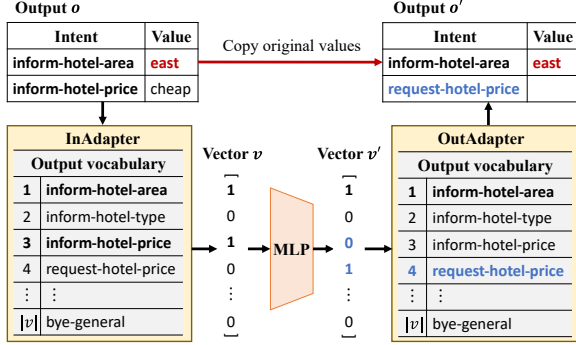 Output o
Output o′
Intent Value
inform-hotel-area east
inform-hotel-price cheap
Copy original values
Intent Value
inform-hotel-area east
request-hotel-price
InAdapter
Output vocabulary
1 inform-hotel-area
2 inform-hotel-type
3 inform-hotel-price
4 request-hotel-price
⋮ ⋮
|v| bye-general
Vector v
1
0
1
0
⋮
0
MLP
Vector v′
1
0
0
1
⋮
0
OutAdapter
Output vocabulary
1 inform-hotel-area
2 inform-hotel-type
3 inform-hotel-price
4 request-hotel-price
⋮ ⋮
|v| bye-general